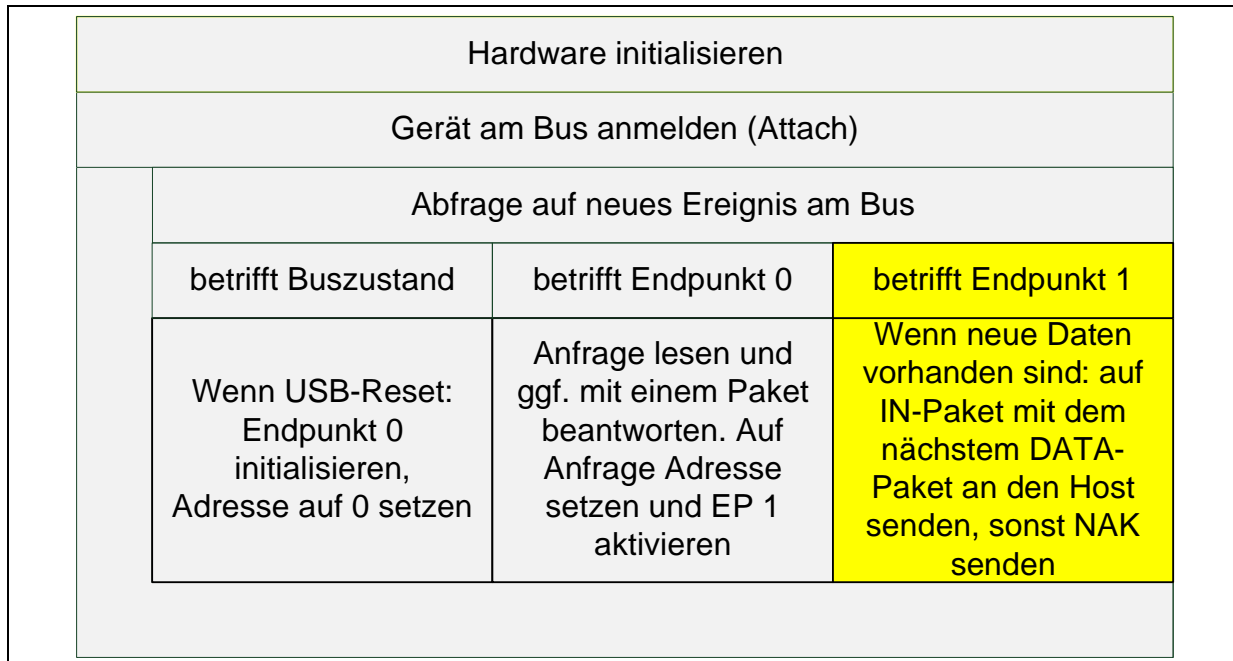 Hardware initialisieren
Gerät am Bus anmelden (Attach)
Abfrage auf neues Ereignis am Bus
betrifft Buszustand
betrifft Endpunkt 0
betrifft Endpunkt 1
Wenn USB-Reset:
Endpunkt 0
initialisieren,
Adresse auf 0 setzen
Anfrage lesen und
ggf. mit einem Paket
beantworten. Auf
Anfrage Adresse
setzen und EP 1
aktivieren
Wenn neue Daten
vorhanden sind: auf
IN-Paket mit dem
nächstem DATA-
Paket an den Host
senden, sonst NAK
senden